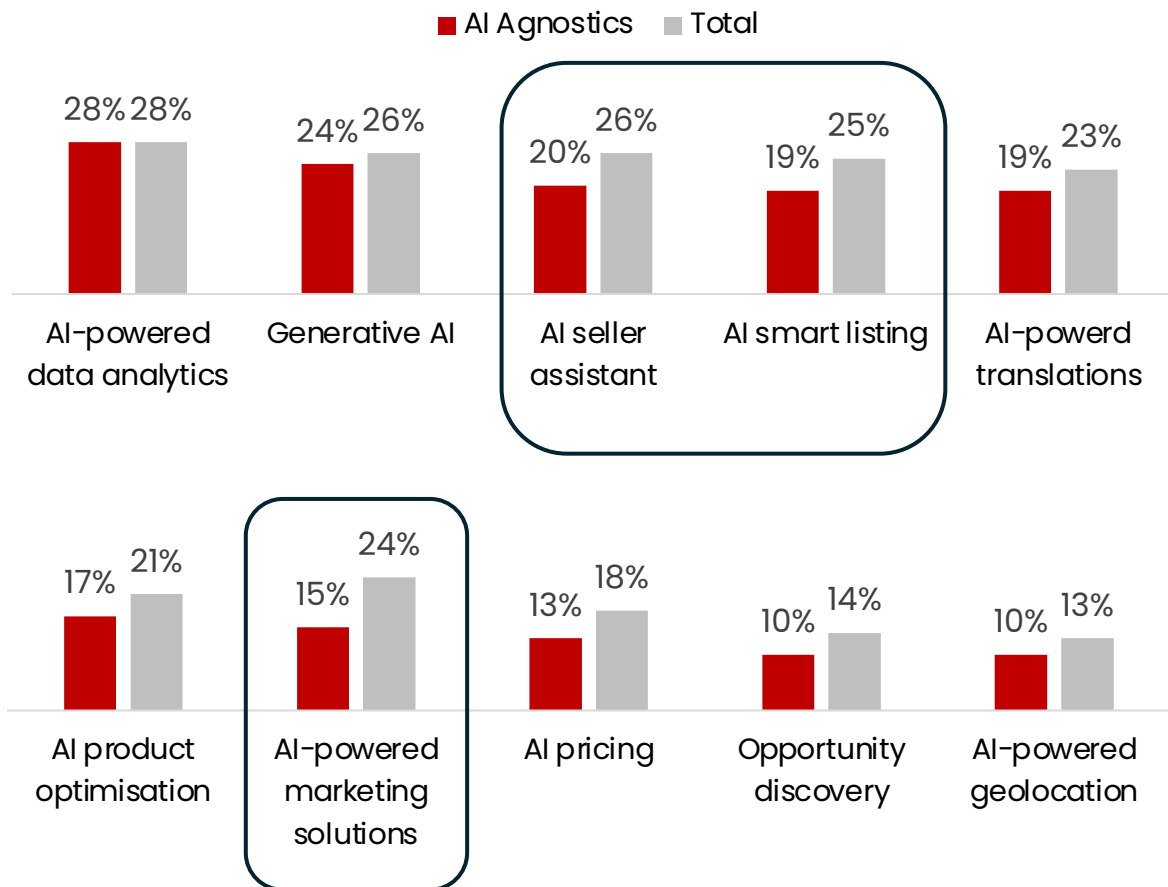 AI Agnostics Total
28% 28% 24% 26% 20% 26% 19% 25% 19% 23%
AI-powered data analytics
Generative AI
AI seller assistant
AI smart listing
AI-powerd translations
17% 21% 15% 24% 13% 18% 10% 14% 10% 13%
AI product optimisation
AI-powered marketing solutions
AI pricing
Opportunity discovery
AI-powered geolocation